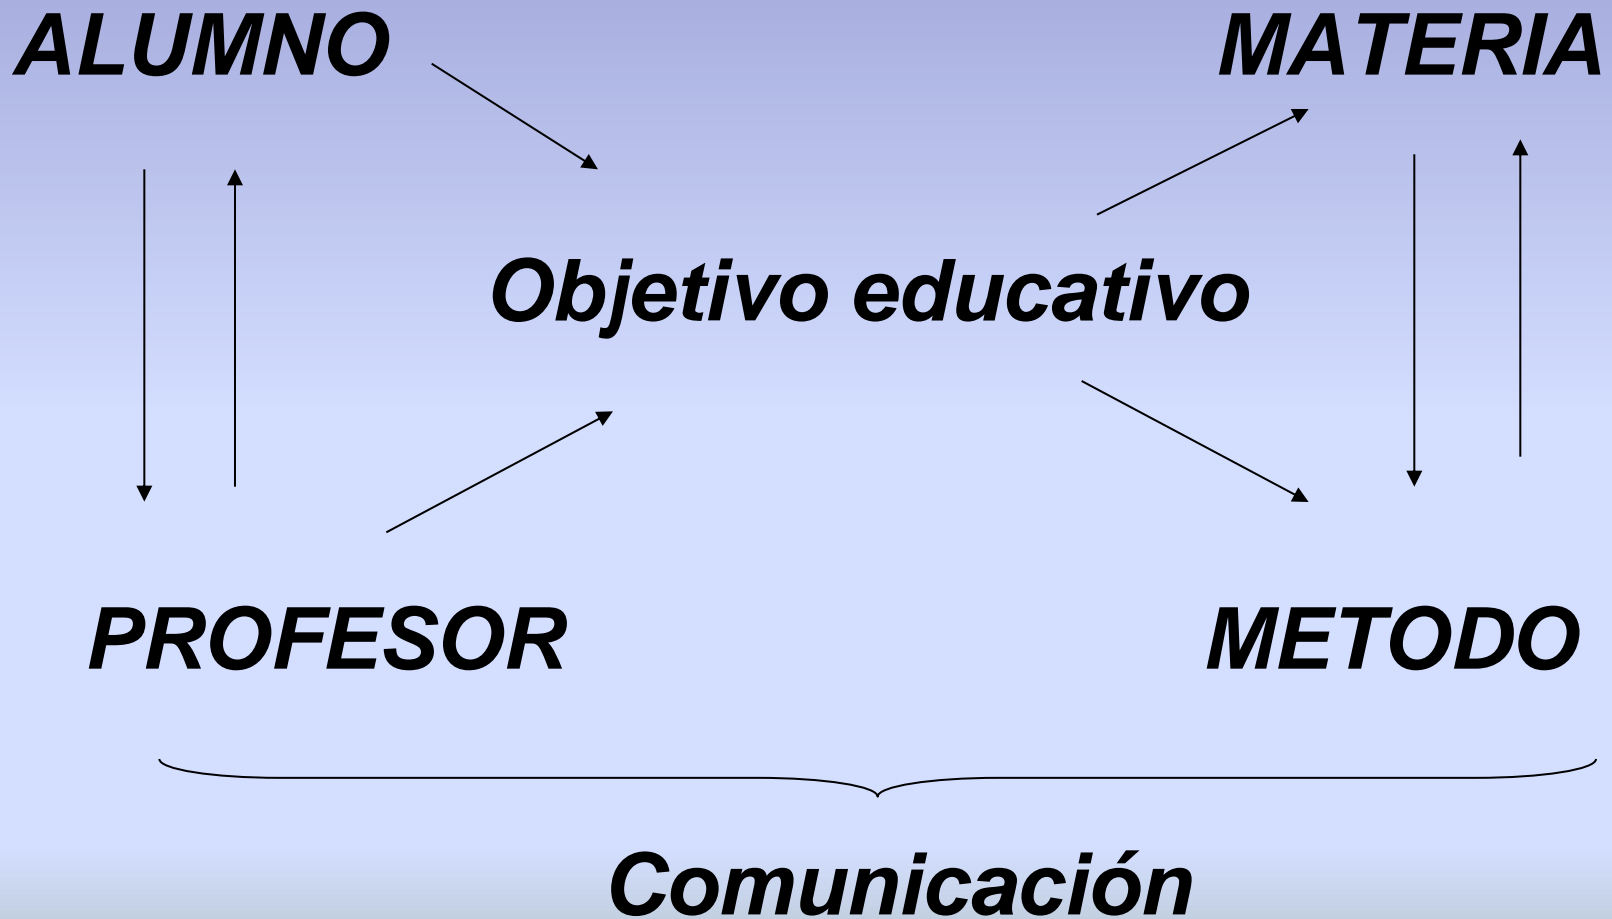 ALUMNO
MATERIA
Objetivo educativo
PROFESOR
METODO
Comunicación